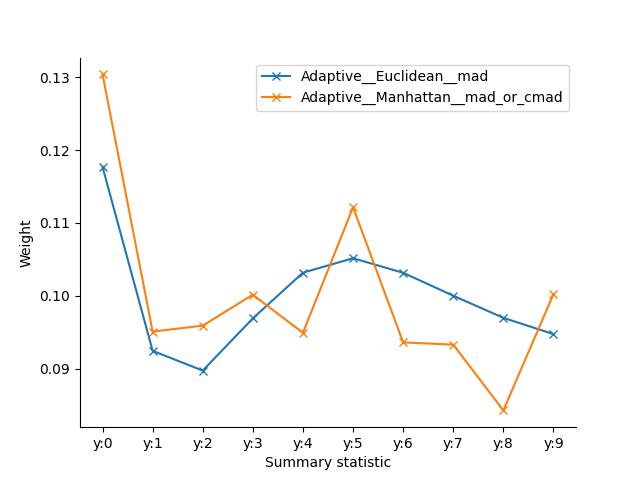 Adaptive__Euclidean__mad
Adaptive__Manhattan__mad_or_cmad
0.13
0.12
0.11
0.10
0.09
Weight
y:0 y:1 y:2 y:3 y:4 y:5 y:6 y:7 y:8 y:9
Summary statistic